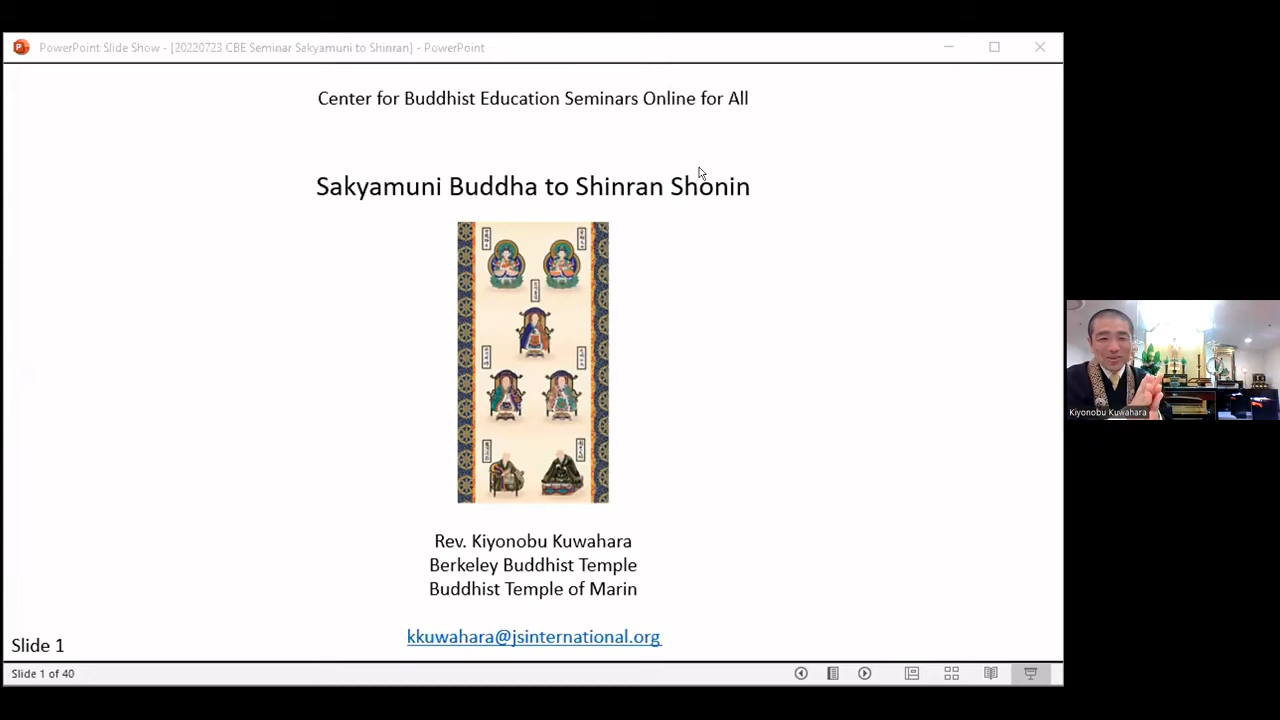 PowerPoint Slide Show - [20220723 CBE Seminar Sakyamuni to Shinran] - PowerPoint
Center for Buddhist Education Seminars Online for All
Sakyamuni Buddha to Shinran Shonin
Rev. Kiyonobu Kuwahara
Berkeley Buddhist Temple
Buddhist Temple of Marin
kkuwahara@jsinternational.org
Slide 1
Slide 1 of 40
Kiyonobu Kuwahara